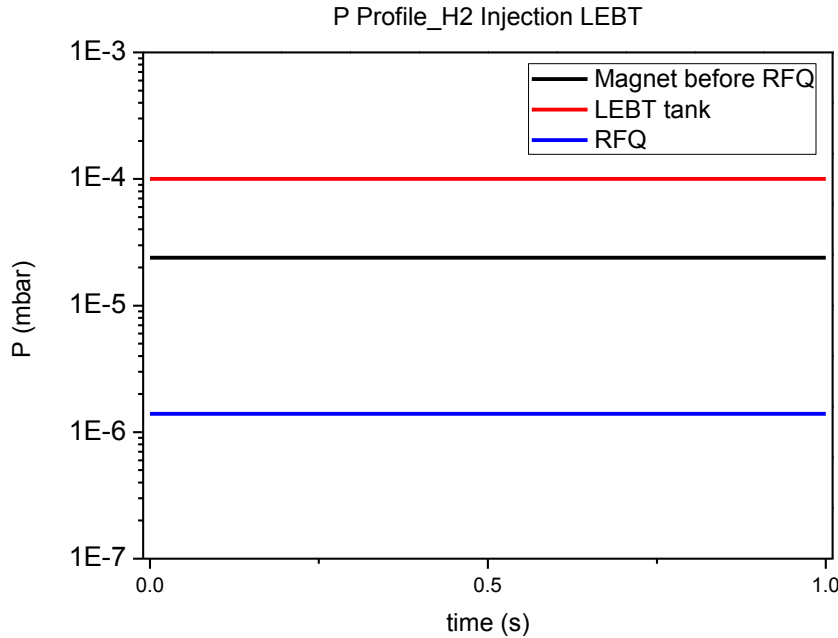 P Profile_H2 Injection LEBT
1E-3
Magnet before RFQ
LEBT tank
RFQ
1E-4
1E-5
1E-6
1E-7
P (mbar)
0.0
0.5
1.0
time (s)